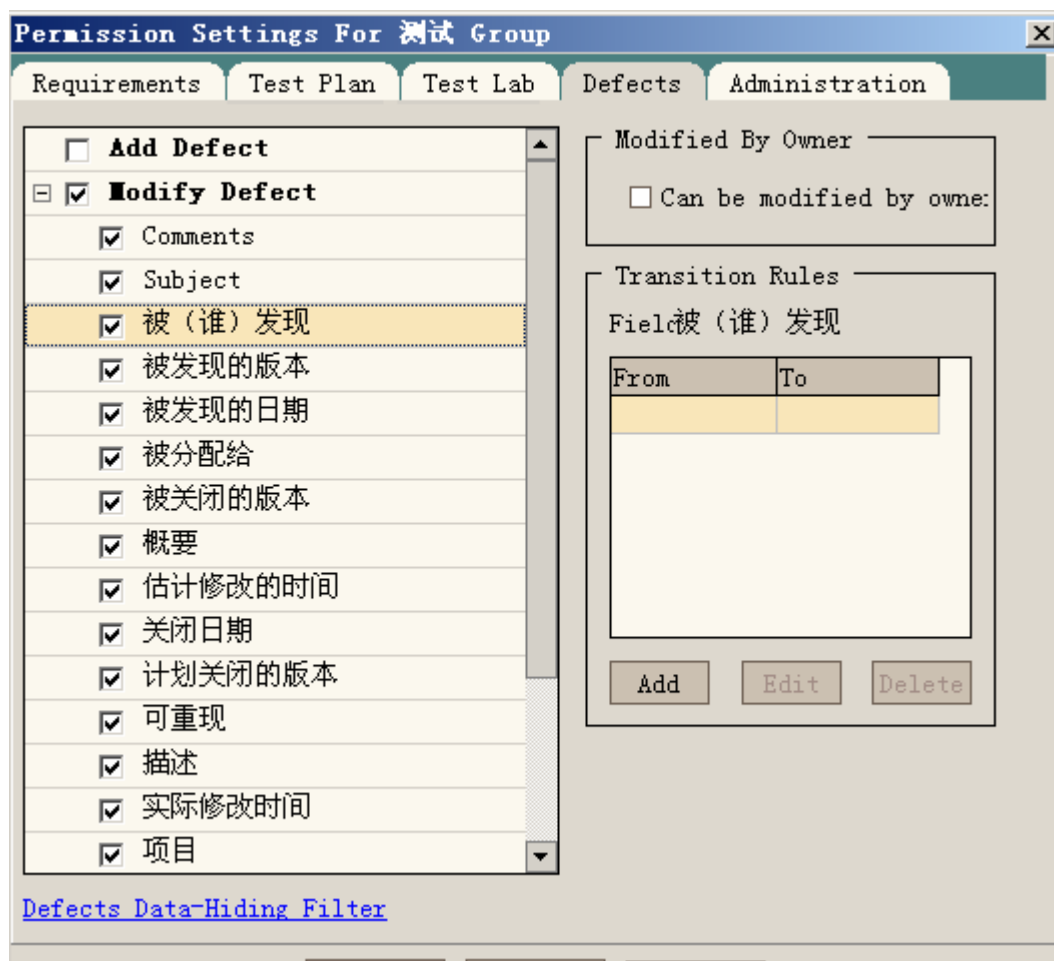 Permission Settings For 测试 Group
Requirements Test Plan Test Lab Defects Administration
Add Defect
Modify Defect
Comments
Subject
被（谁）发现
被发现的版本
被发现的日期
被分配给
被关闭的版本
概要
估计修改的时间
关闭日期
计划关闭的版本
可重现
描述
实际修改时间
项目
Defects Data-Hiding Filter
Modified By Owner
Can be modified by owne
Transition Rules
Field被（谁）发现
From To
Add Edit Delete